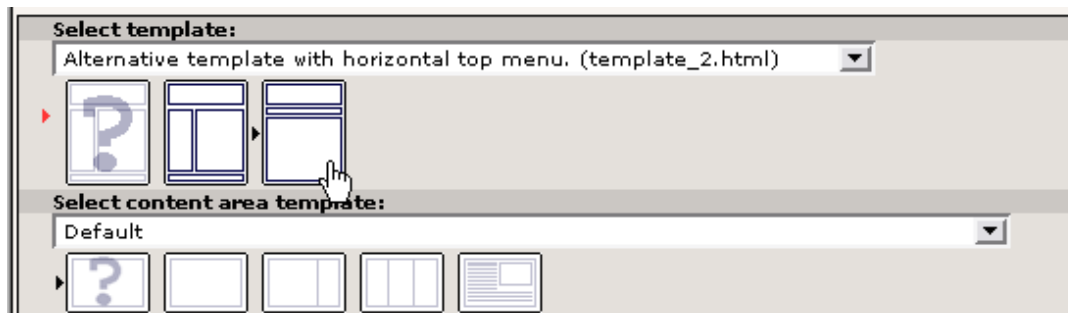 Select template:
Alternative template with horizontal top menu. (template_2.html)
?
Select content area template:
Default
?